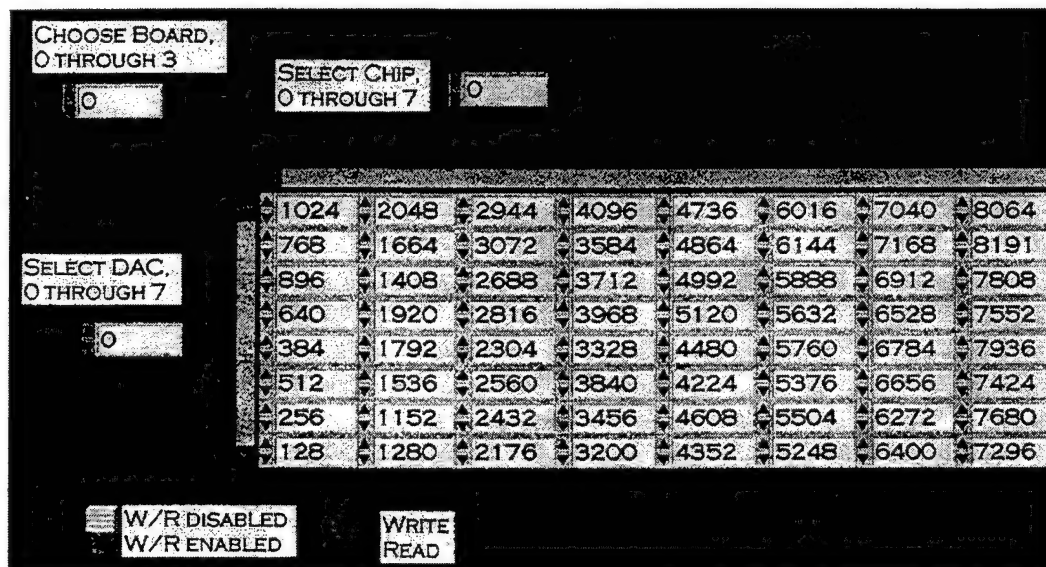 CHOOSE BOARD,
0 THROUGH 3
0
SELECT CHIP,
0 THROUGH 7
0
1024 2048 2944 4096 4736 6016 7040 8064
768 1664 3072 3584 4864 6144 7168 8191
896 1408 2688 3712 4992 5888 6912 7808
640 1920 2816 3968 5120 5632 6528 7552
384 1792 2304 3328 4480 5760 6784 7936
512 1536 2560 3840 4224 5376 6656 7424
256 1152 2432 3456 4608 5504 6272 7680
128 1280 2176 3200 4352 5248 6400 7296
SELECT DAC,
0 THROUGH 7
0
W/R DISABLED
W/R ENABLED
WRITE
READ